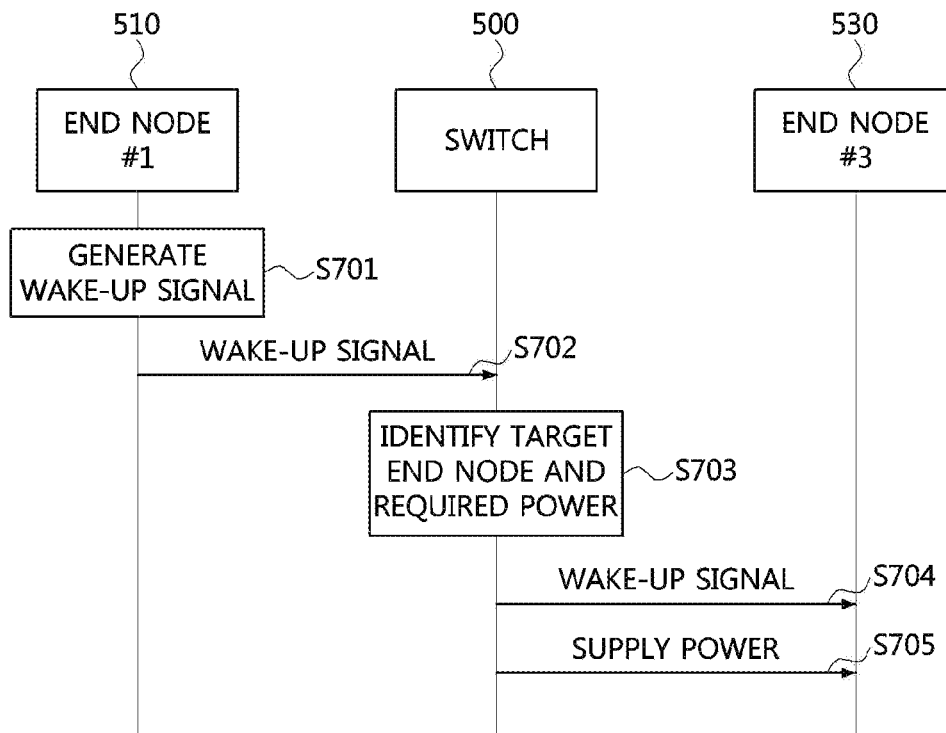 510
500
530
END NODE
#1
SWITCH
END NODE
#3
GENERATE
WAKE-UP SIGNAL
S701
WAKE-UP SIGNAL
S702
IDENTIFY TARGET
END NODE AND
REQUIRED POWER
S703
WAKE-UP SIGNAL
S704
SUPPLY POWER
S705